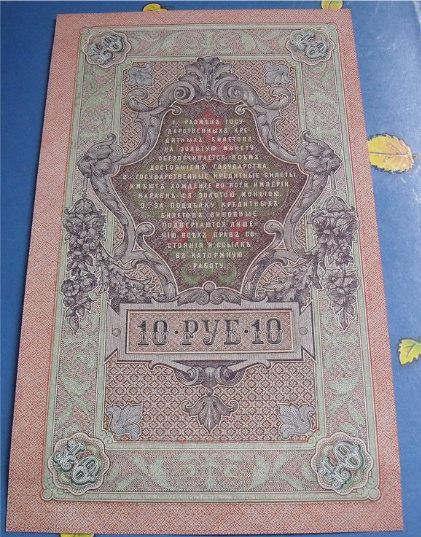 1. РАЗМѢНЪ ГОСУ-
ДАРСТВЕННЫХЪ КРЕ-
ДИТНЫХЪ БИЛЕТОВЪ
НА ЗОЛОТУЮ МОНЕТУ
ОБЕЗПЕЧИВАЕТСЯ ВСѢМЪ
ДОСТОЯНІЕМЪ ГОСУДАРСТВА.
2. ГОСУДАРСТВЕННЫЕ КРЕДИТНЫЕ БИЛЕТЫ
ИМѢЮТЪ ХОЖДЕНІЕ ВО ВСЕЙ ИМПЕРІИ
НАРАВНѢ СЪ ЗОЛОТОЮ МОНЕТОЮ.
3. ЗА ПОДДѢЛКУ КРЕДИТНЫХЪ
БИЛЕТОВЪ ВИНОВНЫЕ
ПОДВЕРГАЮТСЯ ЛИШЕ-
НІЮ ВСѢХЪ ПРАВЪ СО-
СТОЯНІЯ И ССЫЛКѢ
ВЪ КАТОРЖНУЮ
РАБОТУ.
10·РУБ·10